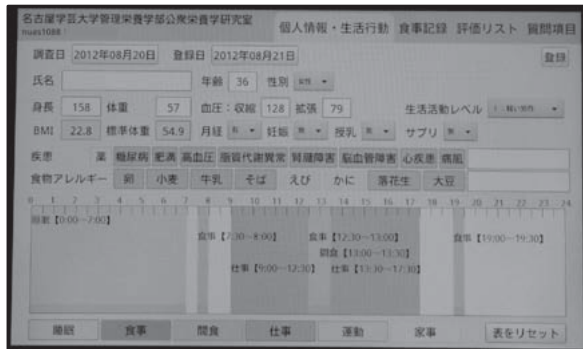 名古屋学芸大学管理栄養学部公衆栄養学研究室
nuas1088
個人情報・生活行動 食事記録 評価リスト 質問項目
調査日 2012年08月20日 登録日 2012年08月21日 登録
氏名 年齢 36 性別 女性
身長 158 体重 57 血圧:収縮 128 拡張 79 生活活動レベル
BMI 22.8 標準体重 54.9 月経 妊娠 授乳 サプリ
疾患 薬 糖尿病 肥満 高血圧 脂質代謝異常 腎臓障害 脳血管障害 心疾患 痛風
食物アレルギー 卵 小麦 牛乳 そば えび かに 落花生 大豆
0 1 2 3 4 5 6 7 8 9 10 11 12 13 14 15 16 17 18 19 20 21 22 23 24
睡眠【0:00~7:00】
食事【7:30~8:00】 食事【12:30~13:00】 食事【19:00~19:30】
間食【13:00~13:30】
仕事【9:00~12:30】 仕事【13:30~17:30】
睡眠 食事 間食 仕事 運動 家事 表をリセット